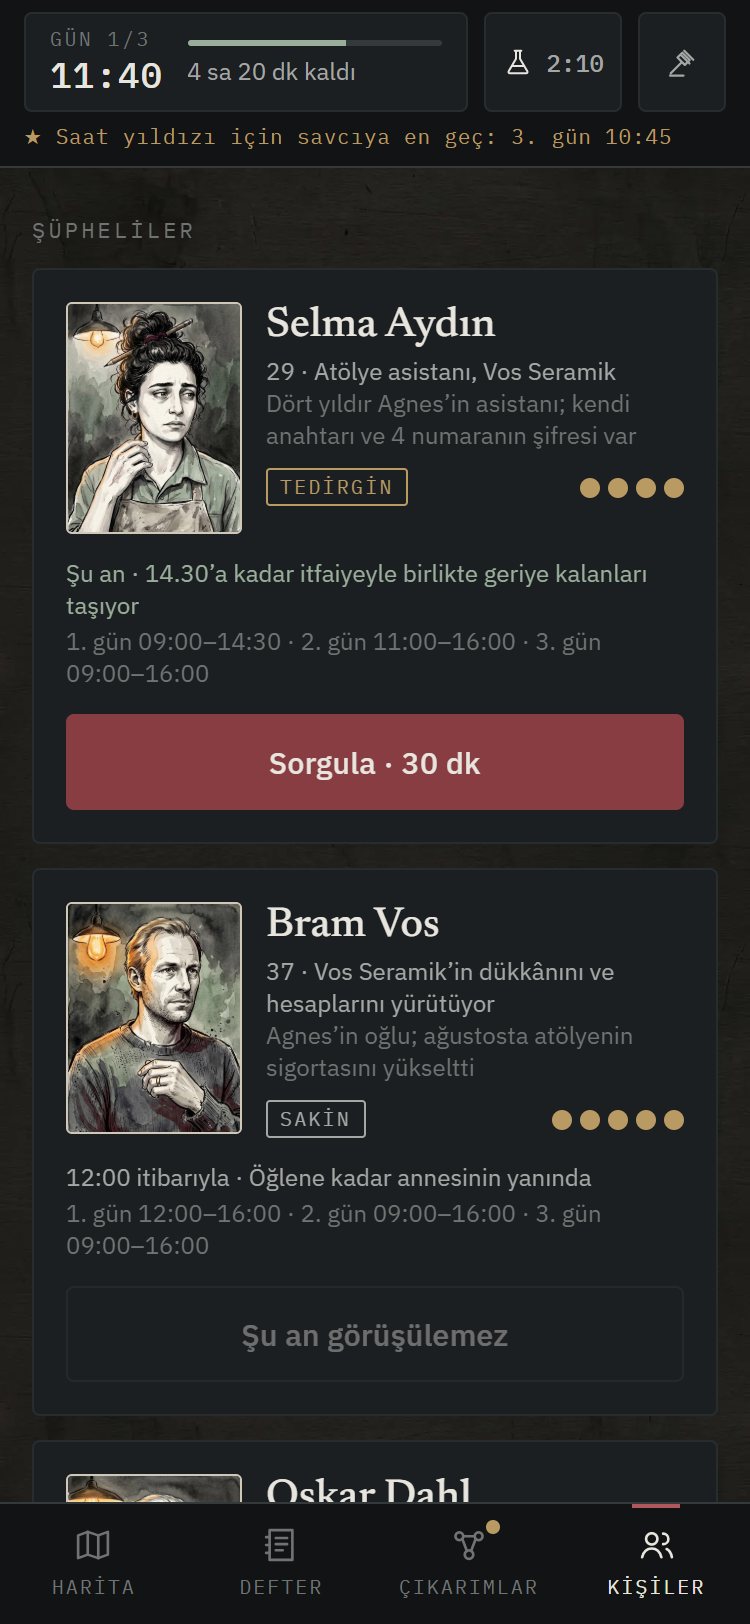 GÜN 1/3
11:40
4 sa 20 dk kaldı
2:10
★ Saat yıldızı için savcıya en geç: 3. gün 10:45
ŞÜPHELİLER
Selma Aydın
29 · Atölye asistanı, Vos Seramik
Dört yıldır Agnes’in asistanı; kendi
anahtarı ve 4 numaranın şifresi var
TEDİRGİN
Şu an · 14.30’a kadar itfaiyeyle birlikte geriye kalanları
taşıyor
1. gün 09:00–14:30 · 2. gün 11:00–16:00 · 3. gün
09:00–16:00
Sorgula · 30 dk
Bram Vos
37 · Vos Seramik’in dükkânını ve
hesaplarını yürütüyor
Agnes’in oğlu; ağustosta atölyenin
sigortasını yükseltti
SAKİN
12:00 itibarıyla · Öğlene kadar annesinin yanında
1. gün 12:00–16:00 · 2. gün 09:00–16:00 · 3. gün
09:00–16:00
Şu an görüşülemez
Oskar Dahl
HARİTA
DEFTER
ÇIKARIMLAR
KİŞİLER